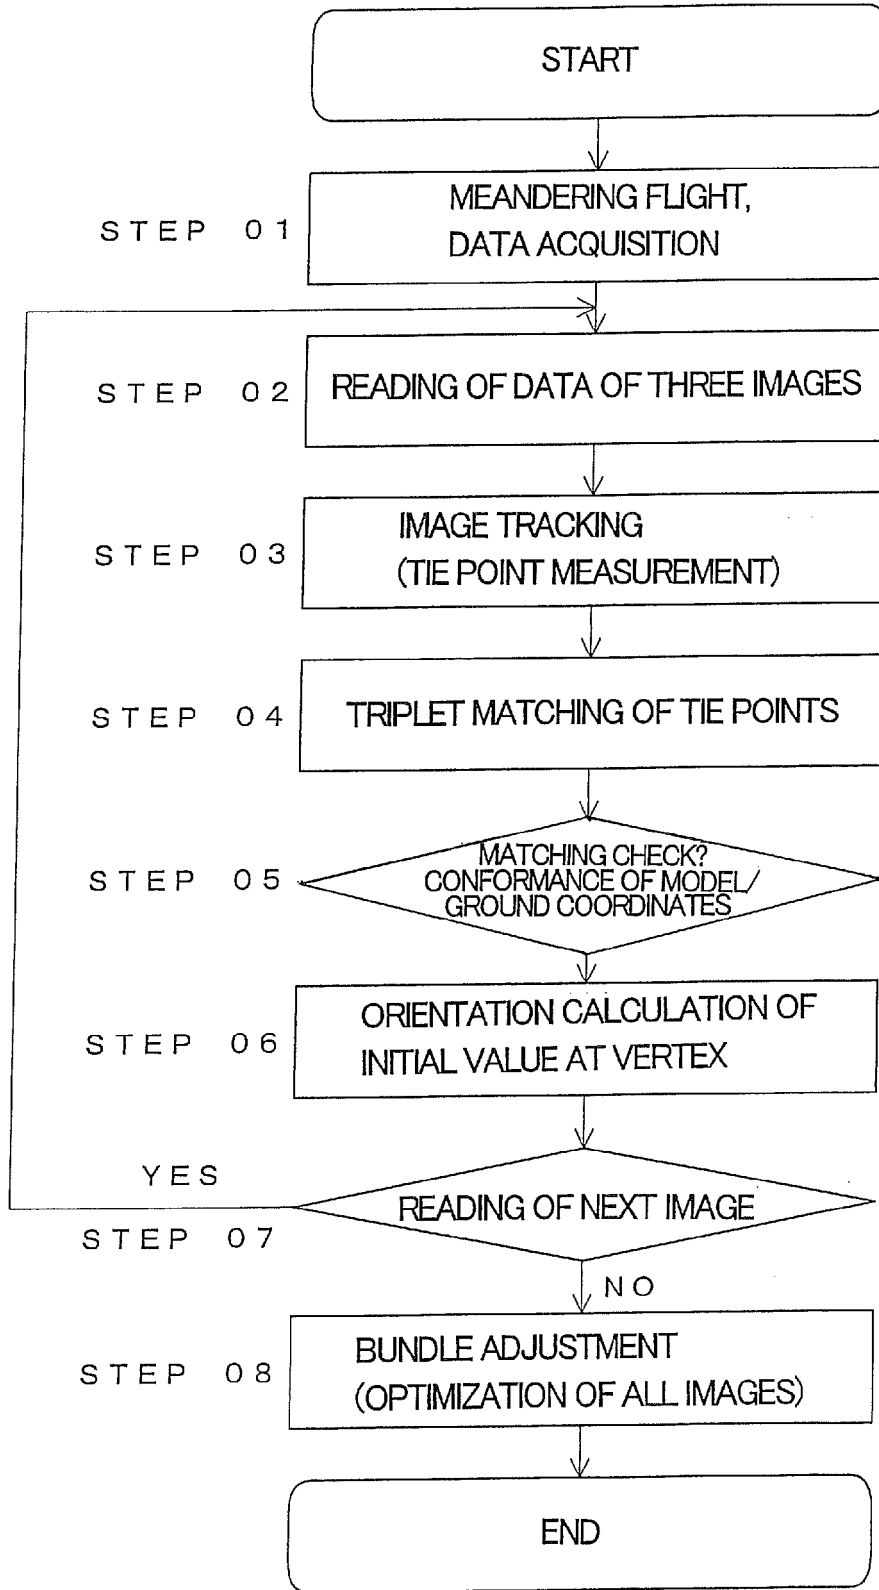 START
STEP 01
MEANDERING FLIGHT,
DATA ACQUISITION
STEP 02
READING OF DATA OF THREE IMAGES
STEP 03
IMAGE TRACKING
(TIE POINT MEASUREMENT)
STEP 04
TRIPLET MATCHING OF TIE POINTS
STEP 05
MATCHING CHECK?
CONFORMANCE OF MODEL/
GROUND COORDINATES
STEP 06
ORIENTATION CALCULATION OF
INITIAL VALUE AT VERTEX
YES
STEP 07
READING OF NEXT IMAGE
NO
STEP 08
BUNDLE ADJUSTMENT
(OPTIMIZATION OF ALL IMAGES)
END